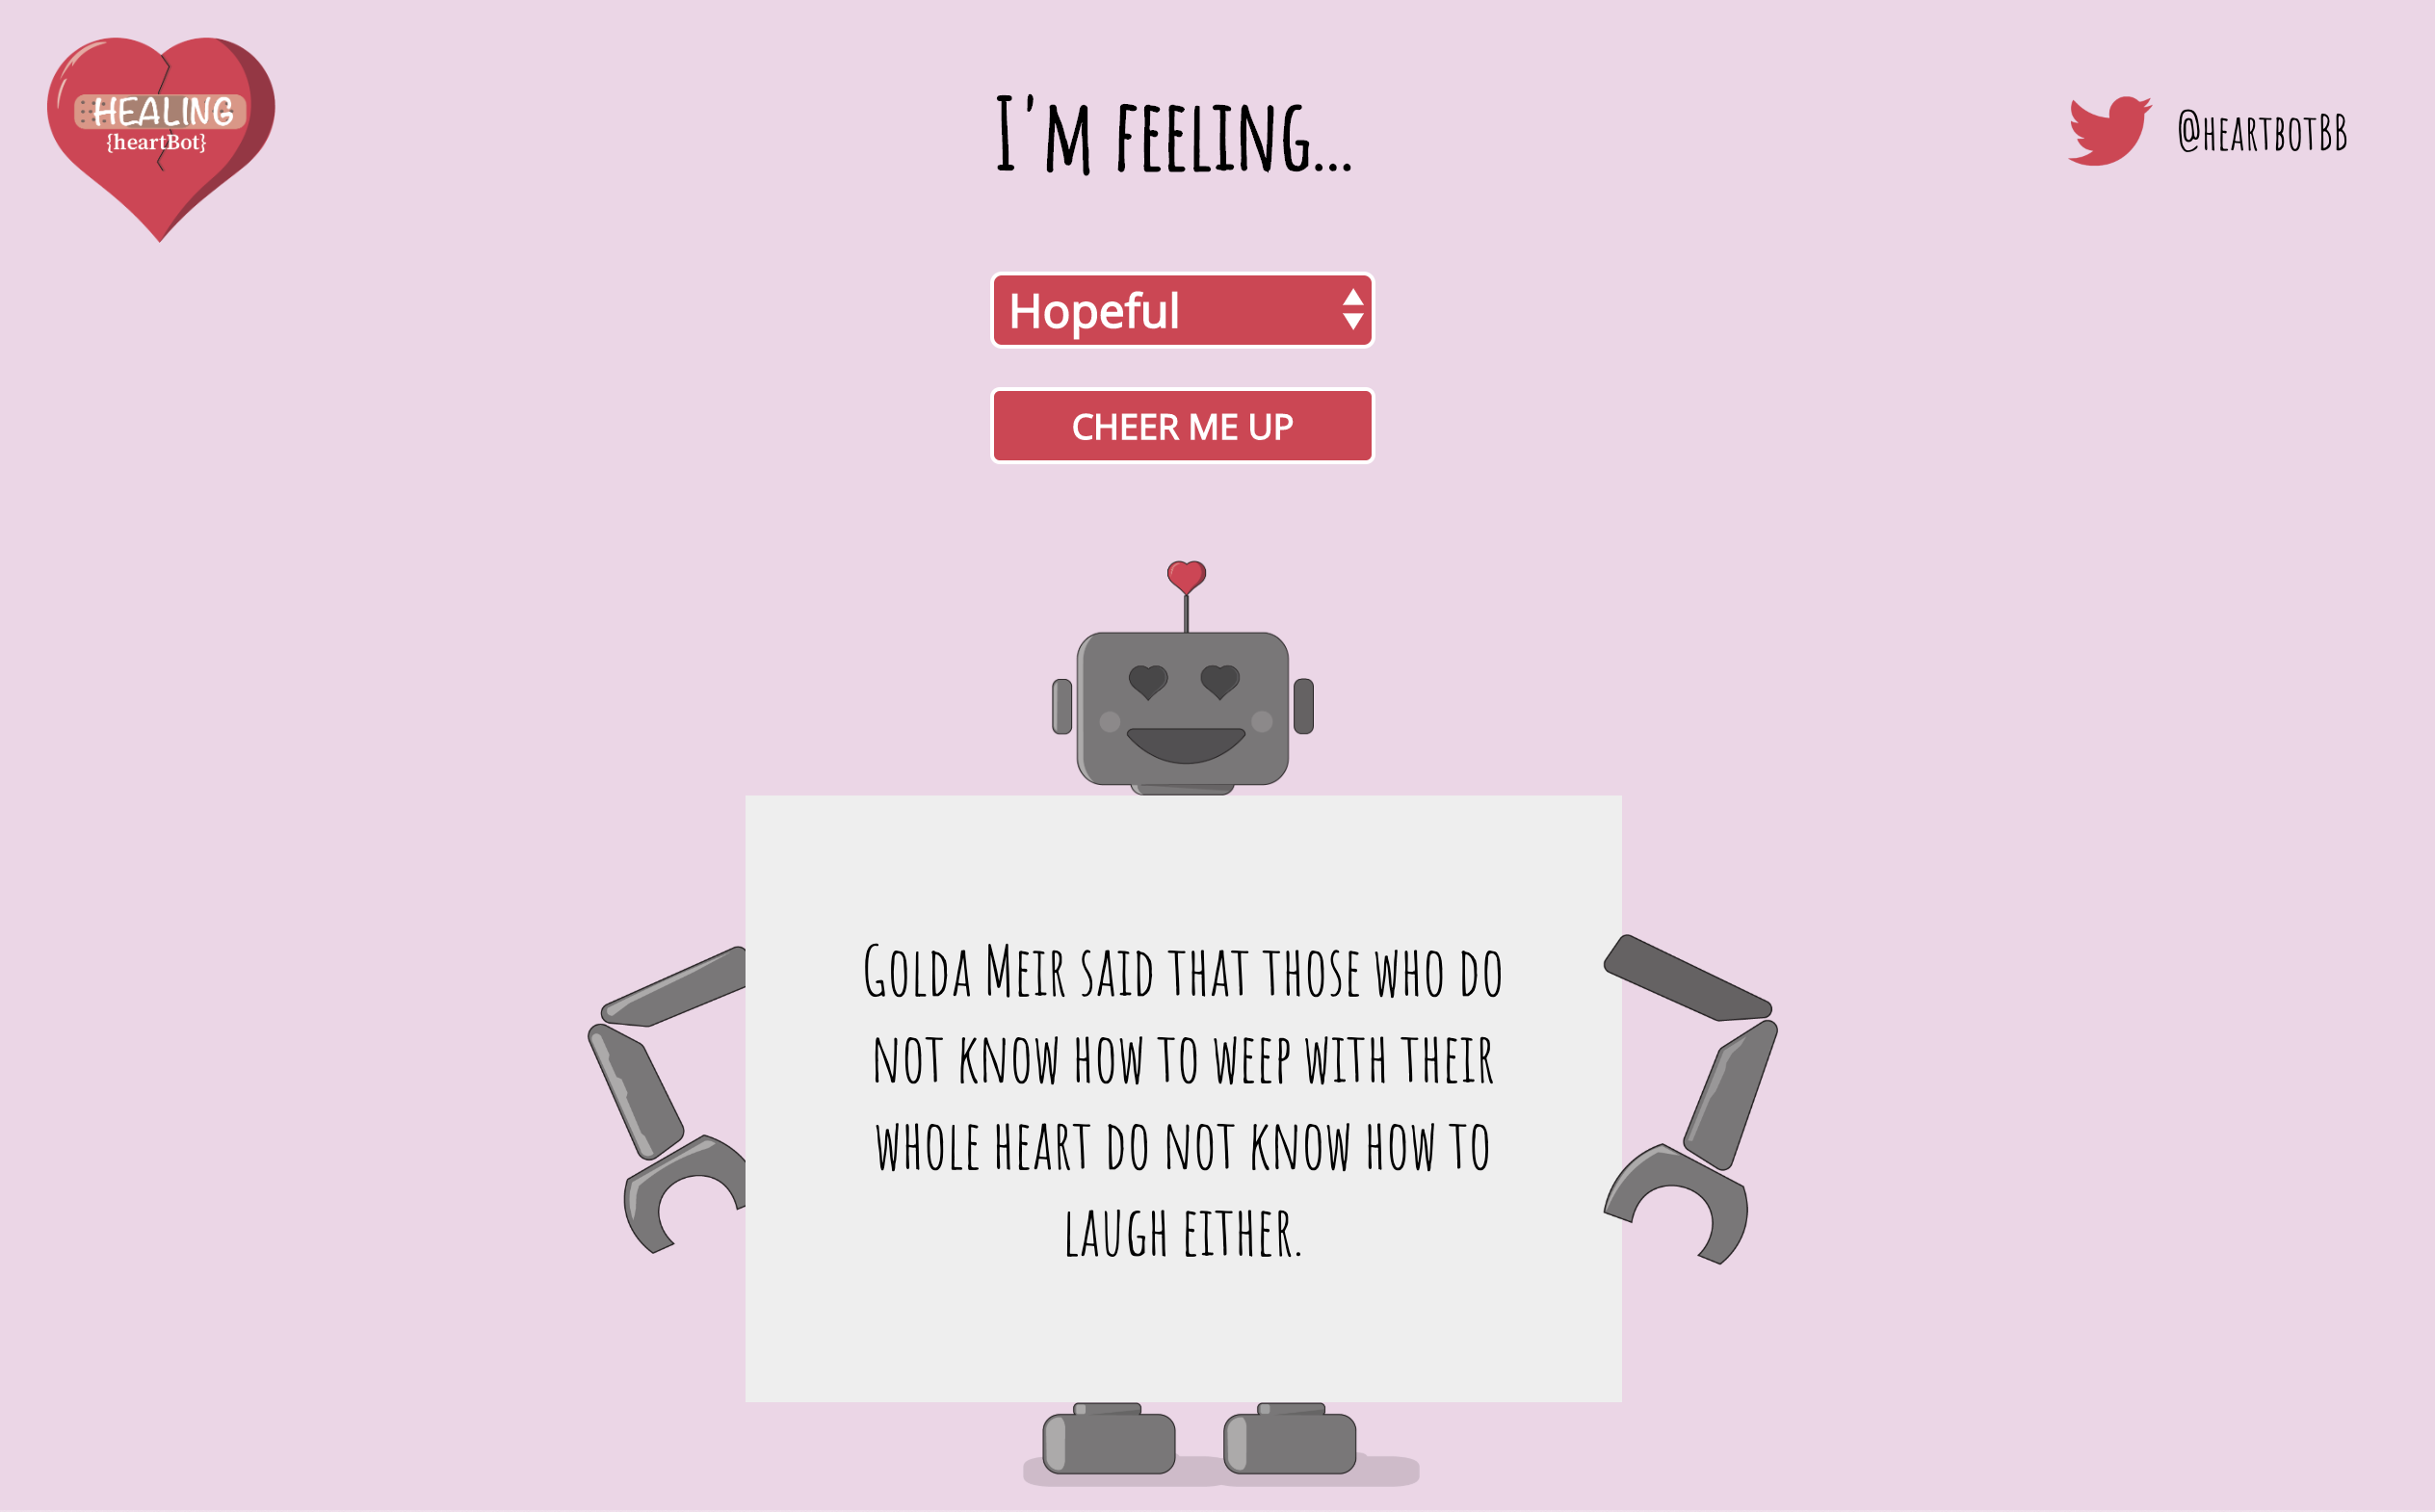 HEALING
{heartBot}
I'm feeling...
@heartbotBB
Hopeful
CHEER ME UP
Golda Meir said that those who do
not know how to weep with their
whole heart do not know how to
laugh either.